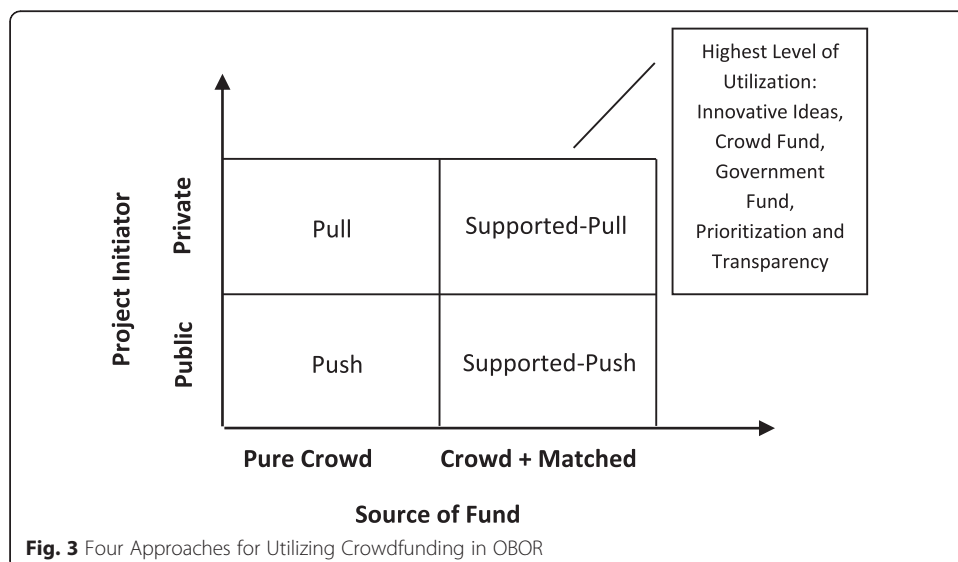 Highest Level of
Utilization:
Innovative Ideas,
Crowd Fund,
Government
Fund,
Prioritization and
Transparency
Project Initiator
Private
Public
Pull
Supported-Pull
Push
Supported-Push
Pure Crowd
Crowd + Matched
Source of Fund
Fig. 3 Four Approaches for Utilizing Crowdfunding in OBOR